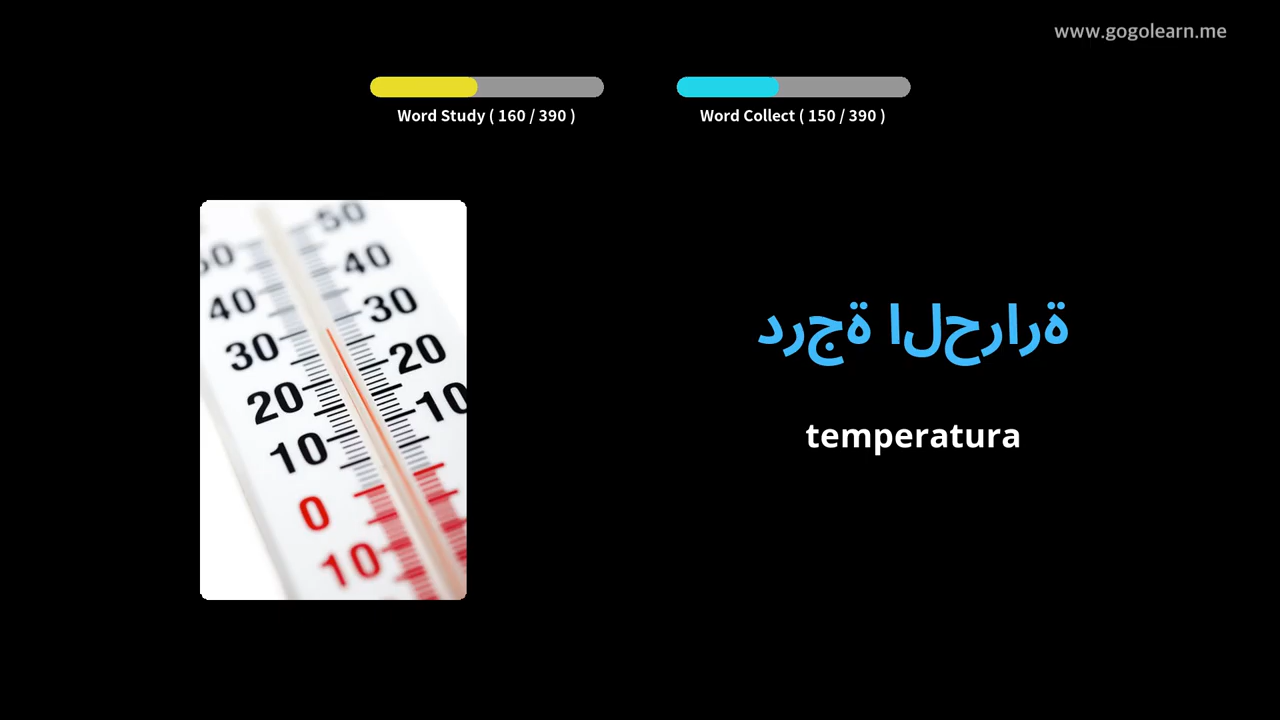 www.gogolearn.me
Word Study ( 160 / 390 )
Word Collect ( 150 / 390 )
50
40
40
30
30
20
20
10
10
0
10
درجة الحرارة
temperatura